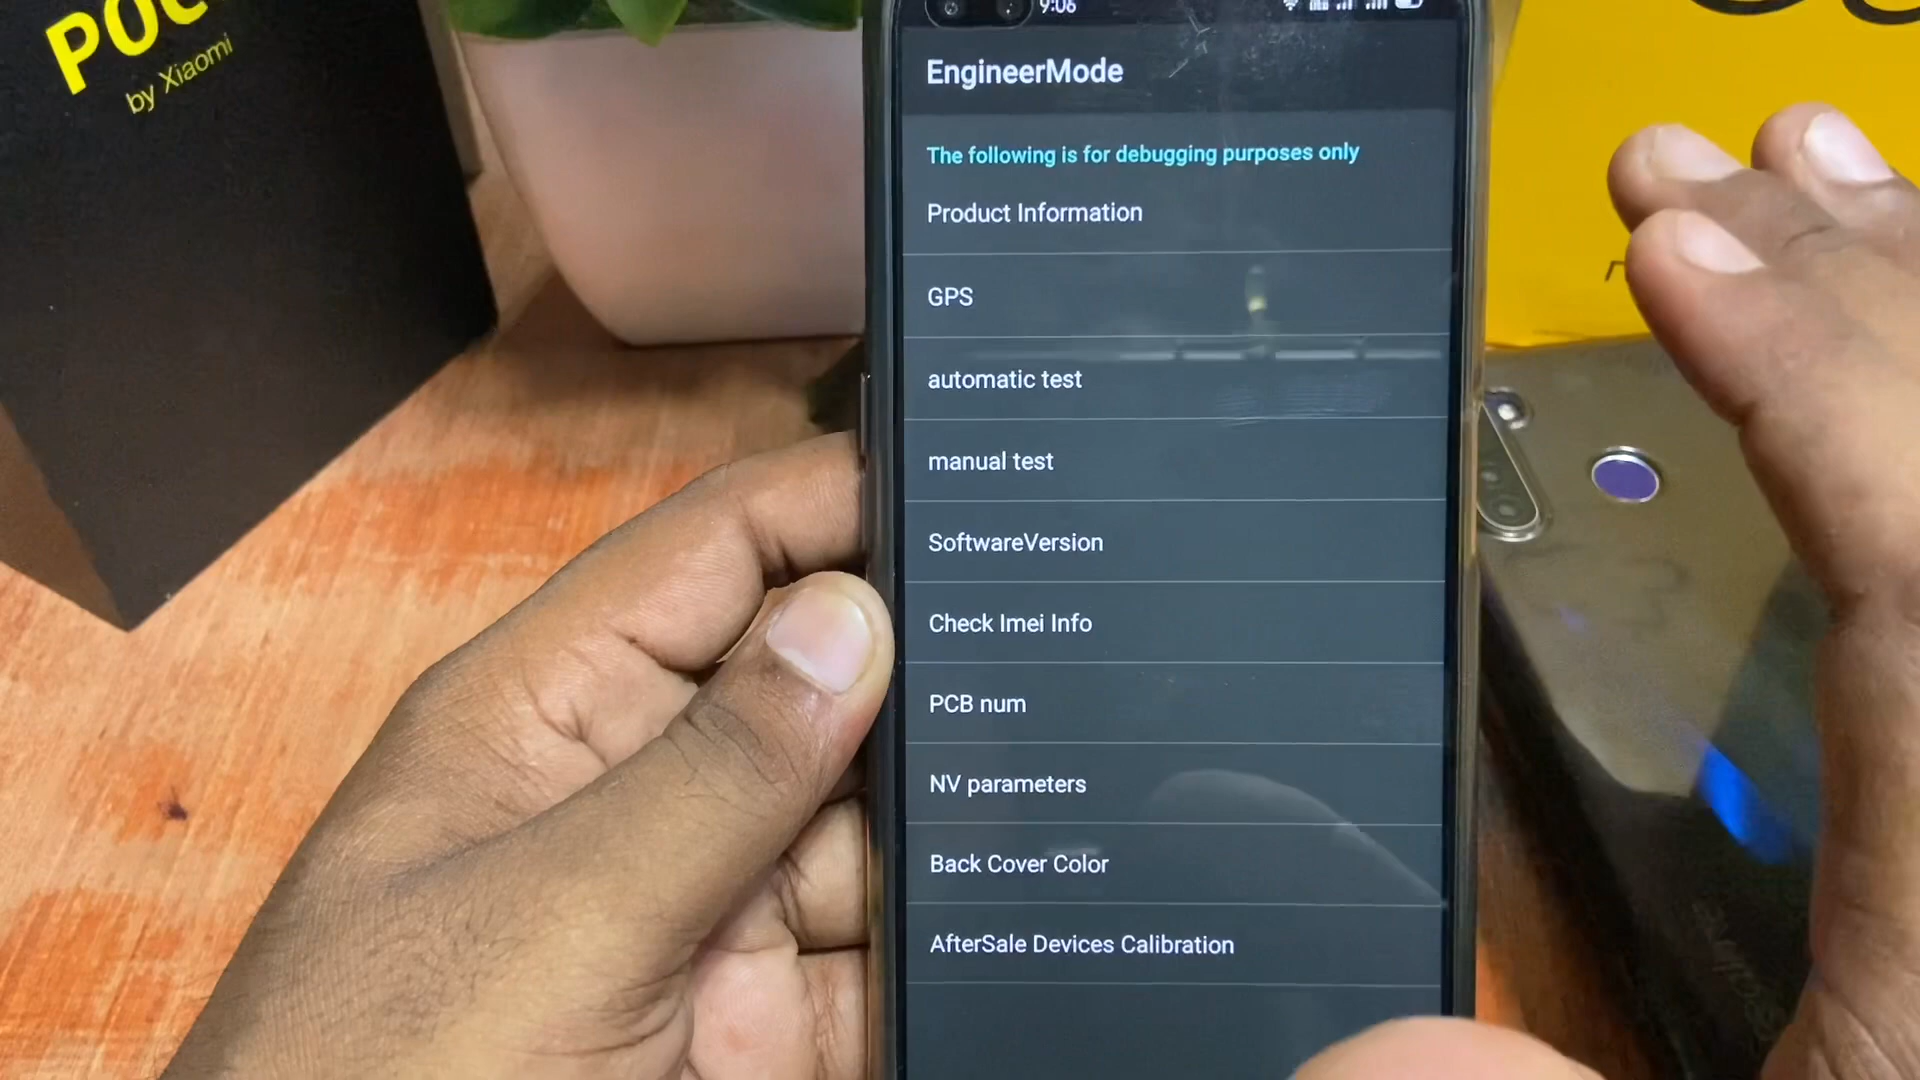 by Xiaomi
9:06
EngineerMode
The following is for debugging purposes only
Product Information
GPS
automatic test
manual test
SoftwareVersion
Check Imei Info
PCB num
NV parameters
Back Cover Color
AfterSale Devices Calibration